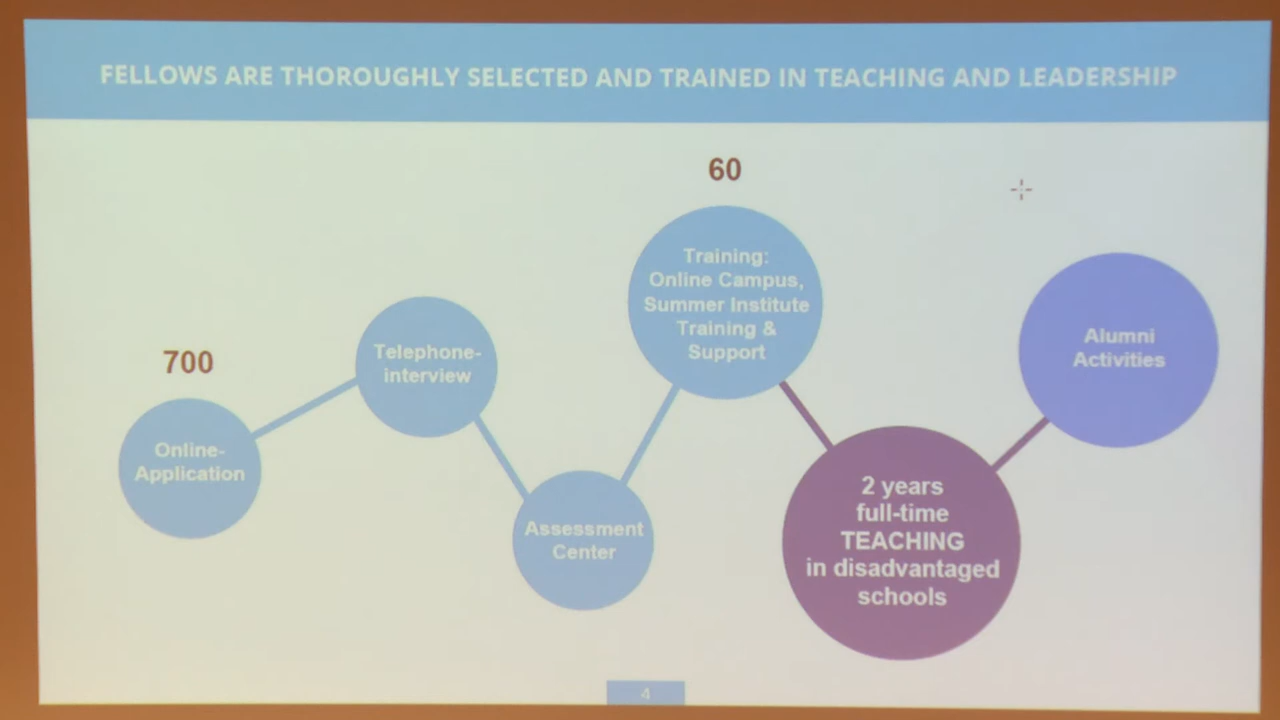 FELLOWS ARE THOROUGHLY SELECTED AND TRAINED IN TEACHING AND LEADERSHIP
700
Online-
Application
Telephone-
interview
Assessment
Center
60
Training:
Online Campus,
Summer Institute
Training &
Support
2 years
full-time
TEACHING
in disadvantaged
schools
Alumni
Activities
4